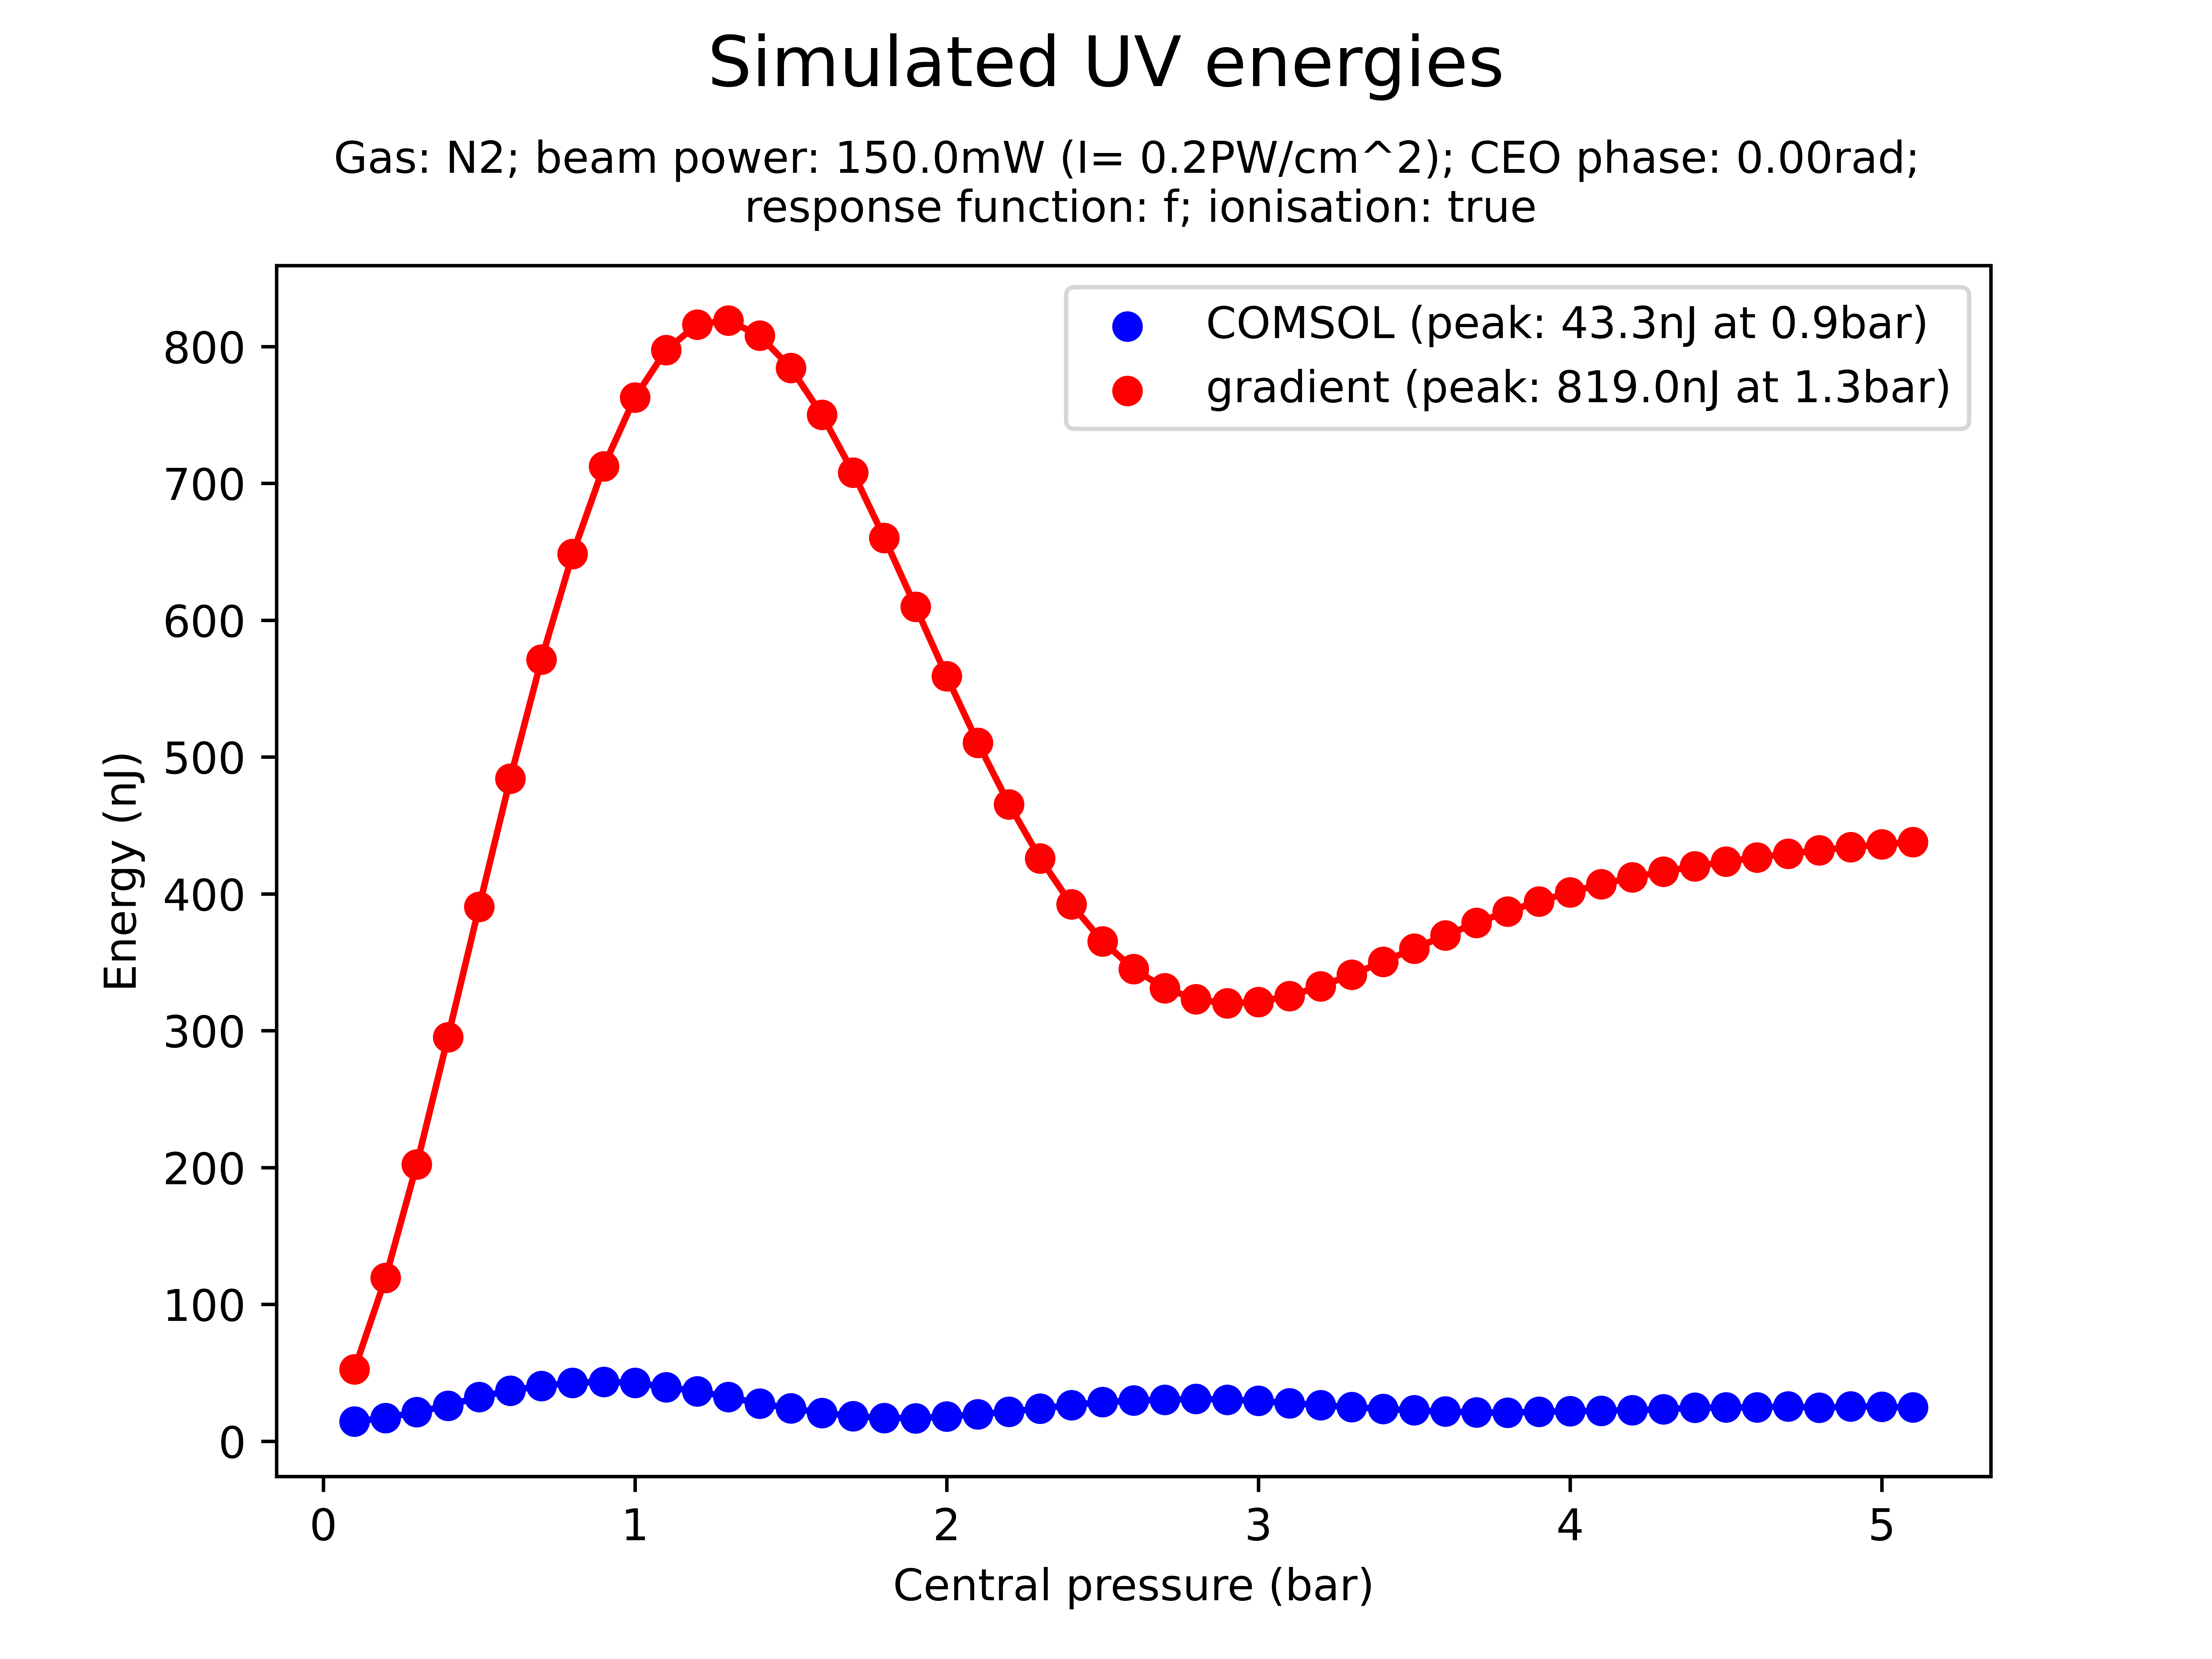 Simulated UV energies
Gas: N2; beam power: 150.0mW (I= 0.2PW/cm^2); CEO phase: 0.00rad;
response function: f; ionisation: true
COMSOL (peak: 43.3nJ at 0.9bar)
gradient (peak: 819.0nJ at 1.3bar)
Energy (nJ)
800
700
600
500
400
300
200
100
0
0 1 2 3 4 5
Central pressure (bar)